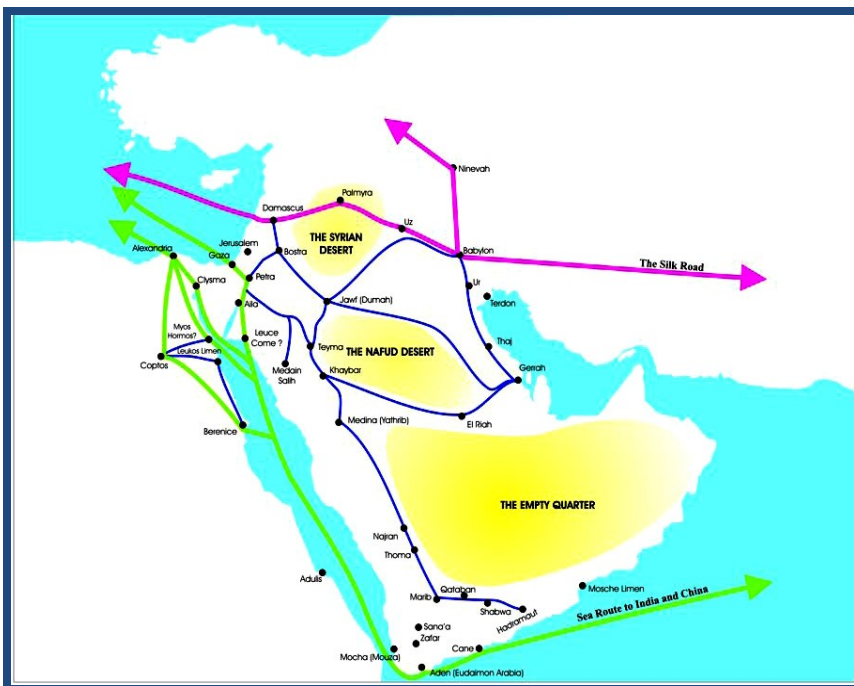 Ninevah
Palmyra
Damascus
Uz
THE SYRIAN
DESERT
Jerusalem
Alexandria
Gaza
Bostra
Babylon
The Silk Road
Petra
Clysma
Ur
Terdon
Aila
Jawf (Dumah)
Myos
Hormos?
Leuce
Come ?
Leukos Limen
Teyma
THE NAFUD DESERT
Thaj
Coptos
Medain
Salih
Khaybar
Gerrah
Berenice
Medina (Yathrib)
El Riah
THE EMPTY QUARTER
Najran
Thoma
Adulis
Mosche Limen
Qataban
Marib
Shabwa
Hadramaut
Sea Route to India and China
Sana'a
Zafar
Mocha (Mouza)
Cane
Aden (Eudaimon Arabia)